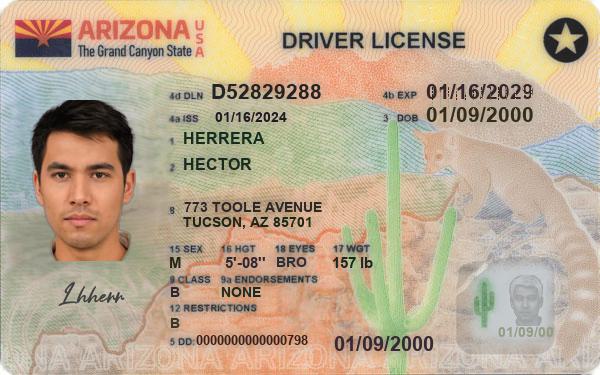 ARIZONA USA
The Grand Canyon State
DRIVER LICENSE
4d DLN D52829288 4b EXP 01/16/2029
4a ISS 01/16/2024 3 DOB 01/09/2000
1 HERRERA
2 HECTOR
8 773 TOOLE AVENUE
TUCSON, AZ 85701
15 SEX 16 HGT 18 EYES 17 WGT
M 5'-08" BRO 157 lb
9 CLASS 9a ENDORSEMENTS
B NONE
12 RESTRICTIONS
B
5 DD: 0000000000000798 01/09/2000
01/09/00
ARIZONA ARIZONA ARIZONA ARIZONA